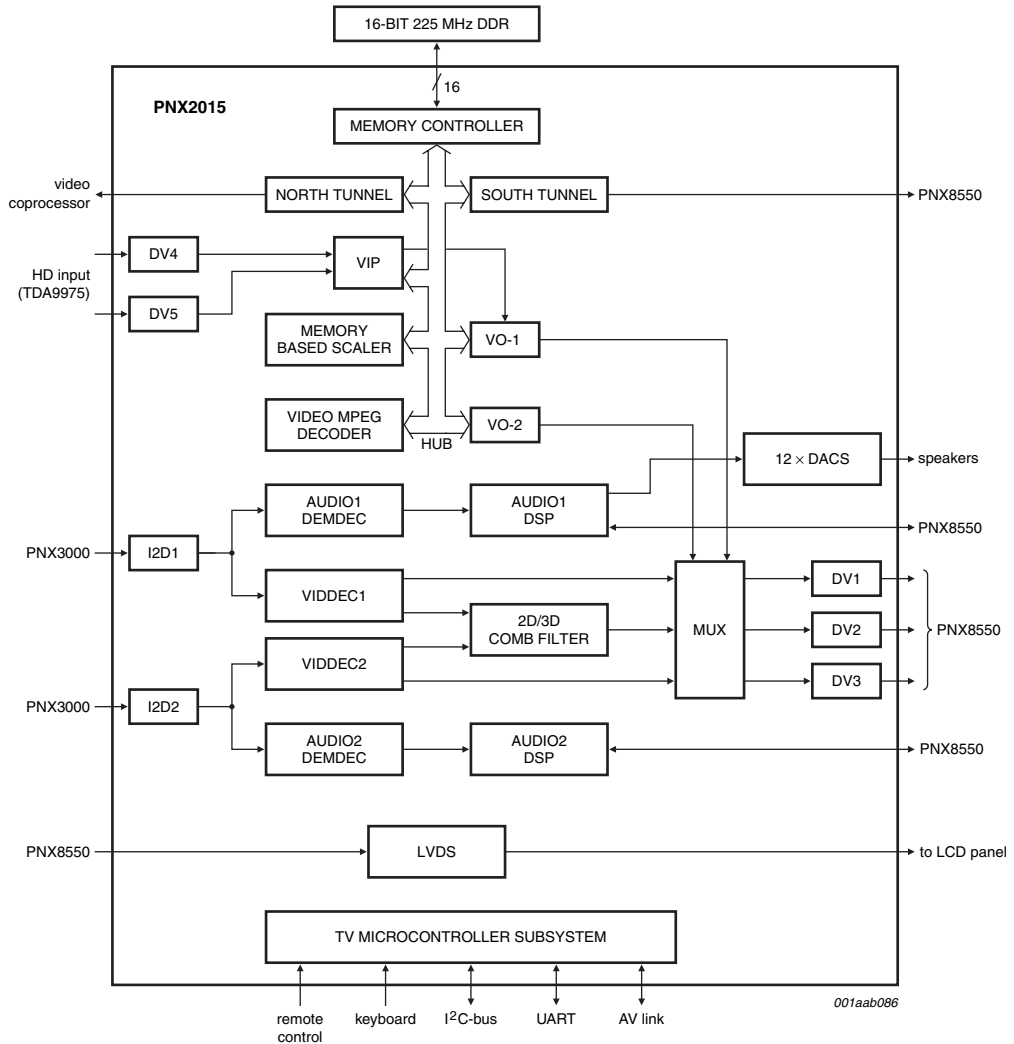 16-BIT 225 MHz DDR
16
PNX2015
MEMORY CONTROLLER
video
coprocessor
NORTH TUNNEL
SOUTH TUNNEL
PNX8550
HD input
(TDA9975)
DV4
DV5
VIP
MEMORY
BASED SCALER
VO-1
VIDEO MPEG
DECODER
HUB
VO-2
12 × DACS
speakers
AUDIO1
DEMDEC
AUDIO1
DSP
PNX8550
PNX3000
I2D1
VIDDEC1
2D/3D
COMB FILTER
MUX
DV1
DV2
DV3
PNX8550
VIDDEC2
PNX3000
I2D2
AUDIO2
DEMDEC
AUDIO2
DSP
PNX8550
PNX8550
LVDS
to LCD panel
TV MICROCONTROLLER SUBSYSTEM
remote
control
keyboard
I²C-bus
UART
AV link
001aab086